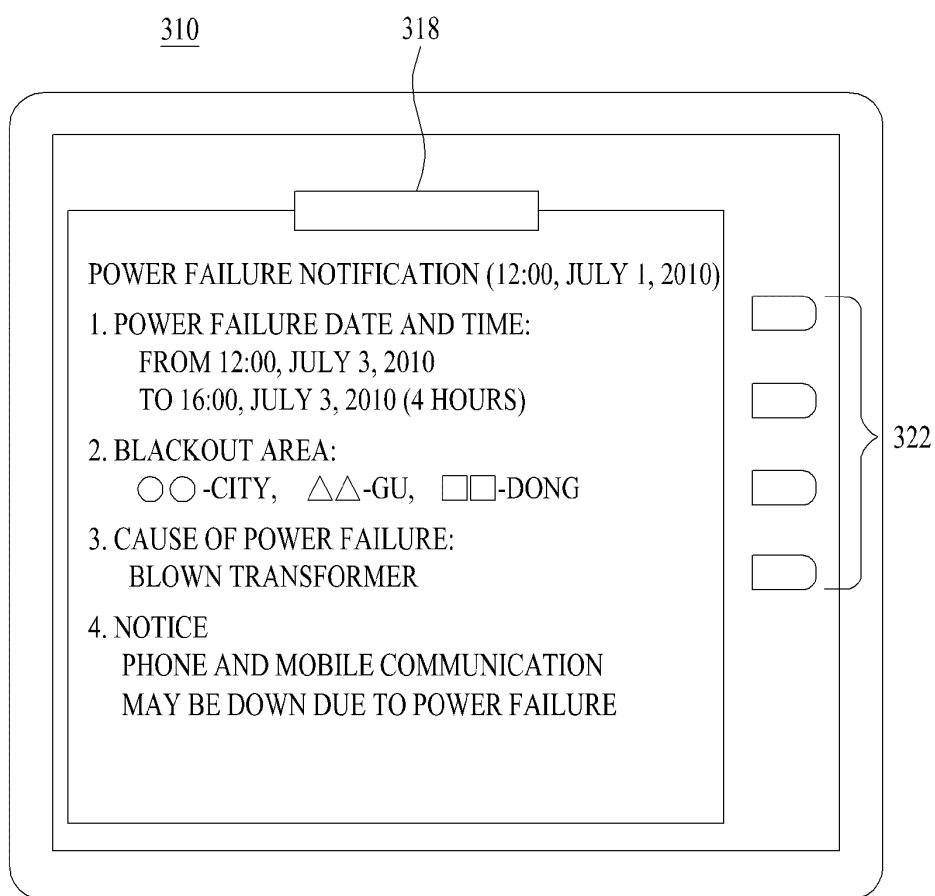 310
318
POWER FAILURE NOTIFICATION (12:00, JULY 1, 2010)
1. POWER FAILURE DATE AND TIME:
FROM 12:00, JULY 3, 2010
TO 16:00, JULY 3, 2010 (4 HOURS)
2. BLACKOUT AREA:
○○-CITY, △△-GU, □□-DONG
3. CAUSE OF POWER FAILURE:
BLOWN TRANSFORMER
4. NOTICE
PHONE AND MOBILE COMMUNICATION
MAY BE DOWN DUE TO POWER FAILURE
322